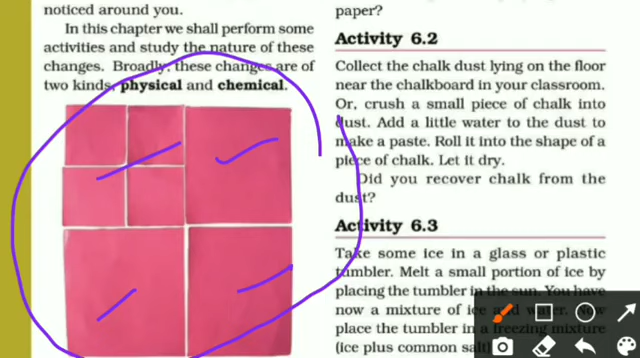 noticed around you.
In this chapter we shall perform some
activities and study the nature of these
changes. Broadly, these changes are of
two kinds, physical and chemical.
paper?
Activity 6.2
Collect the chalk dust lying on the floor
near the chalkboard in your classroom.
Or, crush a small piece of chalk into
dust. Add a little water to the dust to
make a paste. Roll it into the shape of a
piece of chalk. Let it dry.
Did you recover chalk from the
dust?
Activity 6.3
Take some ice in a glass or plastic
tumbler. Melt a small portion of ice by
placing the tumbler in the sun. You have
now a mixture of ice and water. Now
place the tumbler in a freezing mixture
(ice plus common salt)